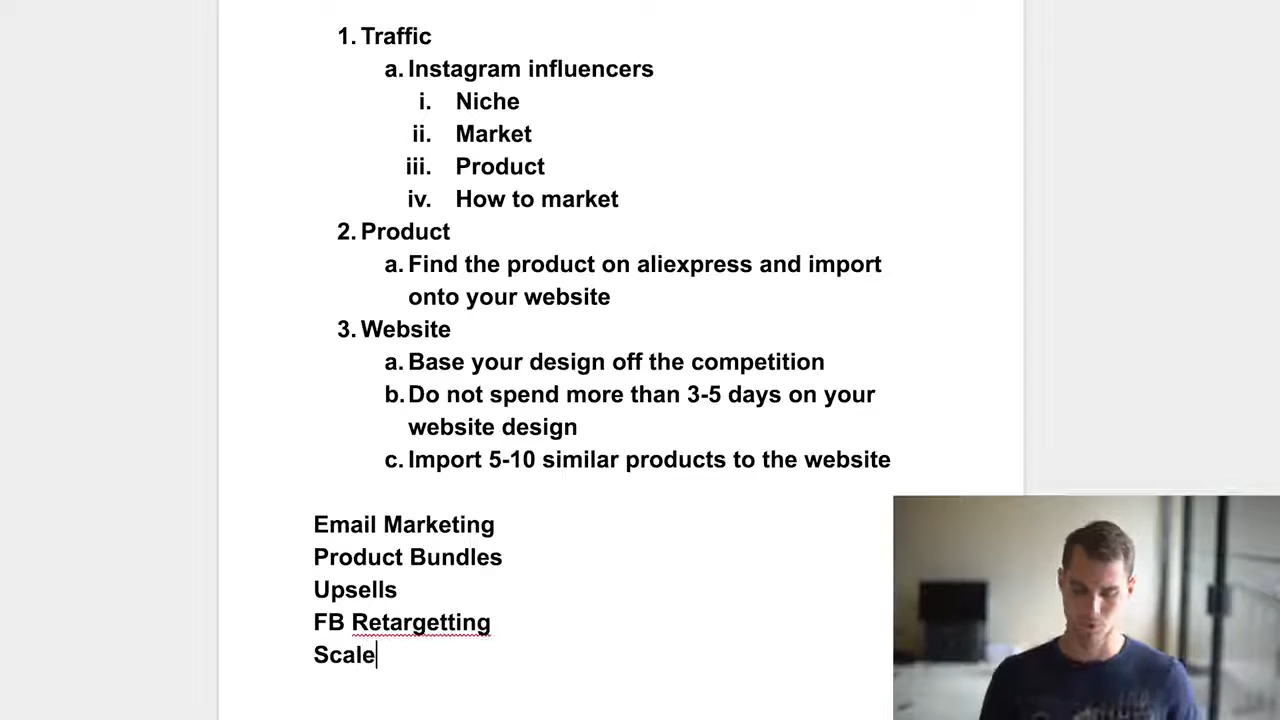 1. Traffic
a. Instagram influencers
i. Niche
ii. Market
iii. Product
iv. How to market
2. Product
a. Find the product on aliexpress and import
onto your website
3. Website
a. Base your design off the competition
b. Do not spend more than 3-5 days on your
website design
c. Import 5-10 similar products to the website
Email Marketing
Product Bundles
Upsells
FB Retargetting
Scale